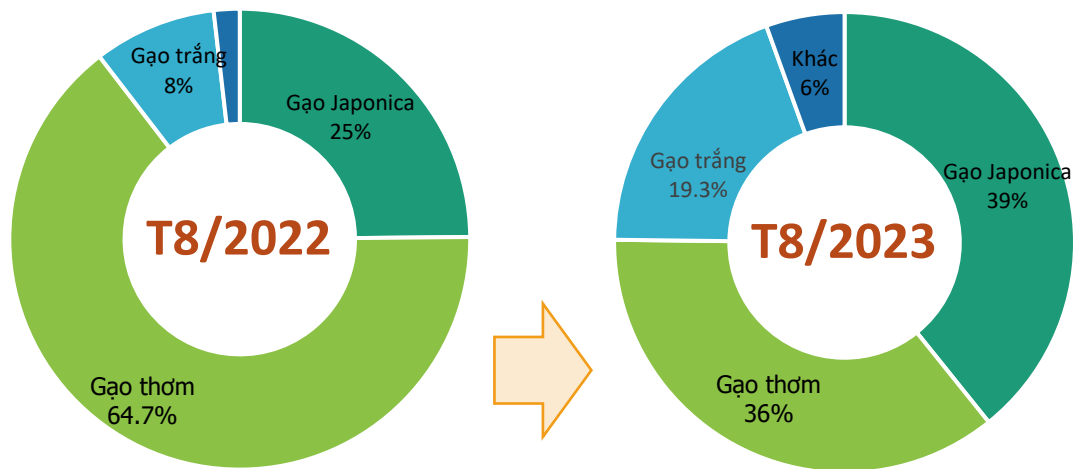 Gạo trắng
8%
Gạo Japonica
25%
T8/2022
Gạo thơm
64.7%
Khác
6%
Gạo trắng
19.3%
Gạo Japonica
39%
T8/2023
Gạo thơm
36%